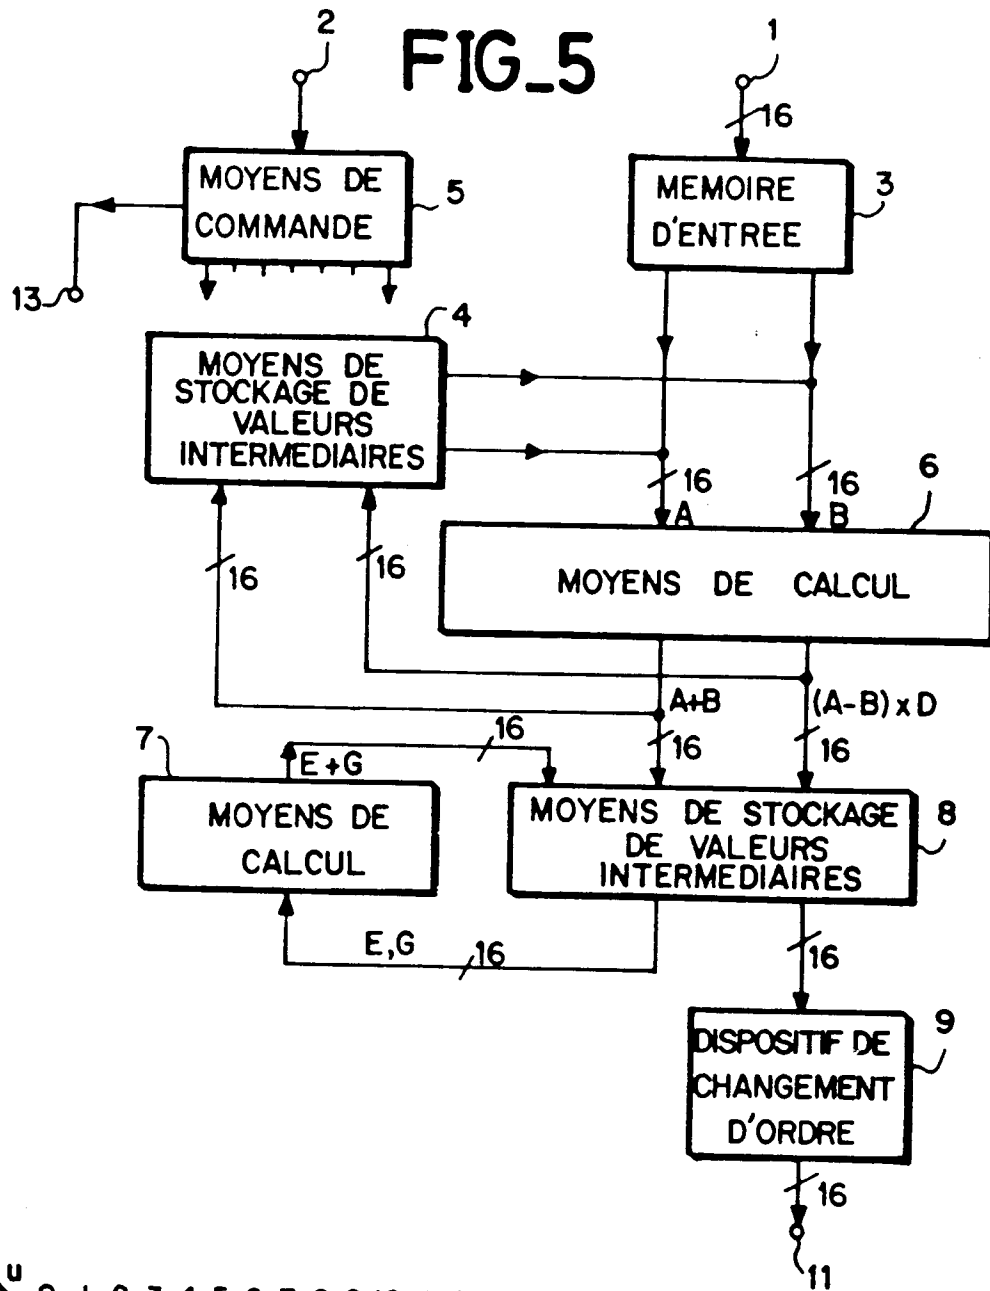 2
FIG_5
1
16
MOYENS DE
COMMANDE
5
MEMOIRE
D'ENTREE
3
13
4
MOYENS DE
STOCKAGE DE
VALEURS
INTERMEDIAIRES
16
16
6
A
B
16
16
MOYENS DE CALCUL
A+B
(A-B) x D
16
16
16
7
E+G
MOYENS DE
CALCUL
MOYENS DE STOCKAGE
DE VALEURS
INTERMEDIAIRES
8
E,G
16
16
DISPOSITIF DE
CHANGEMENT
D'ORDRE
9
16
11
u